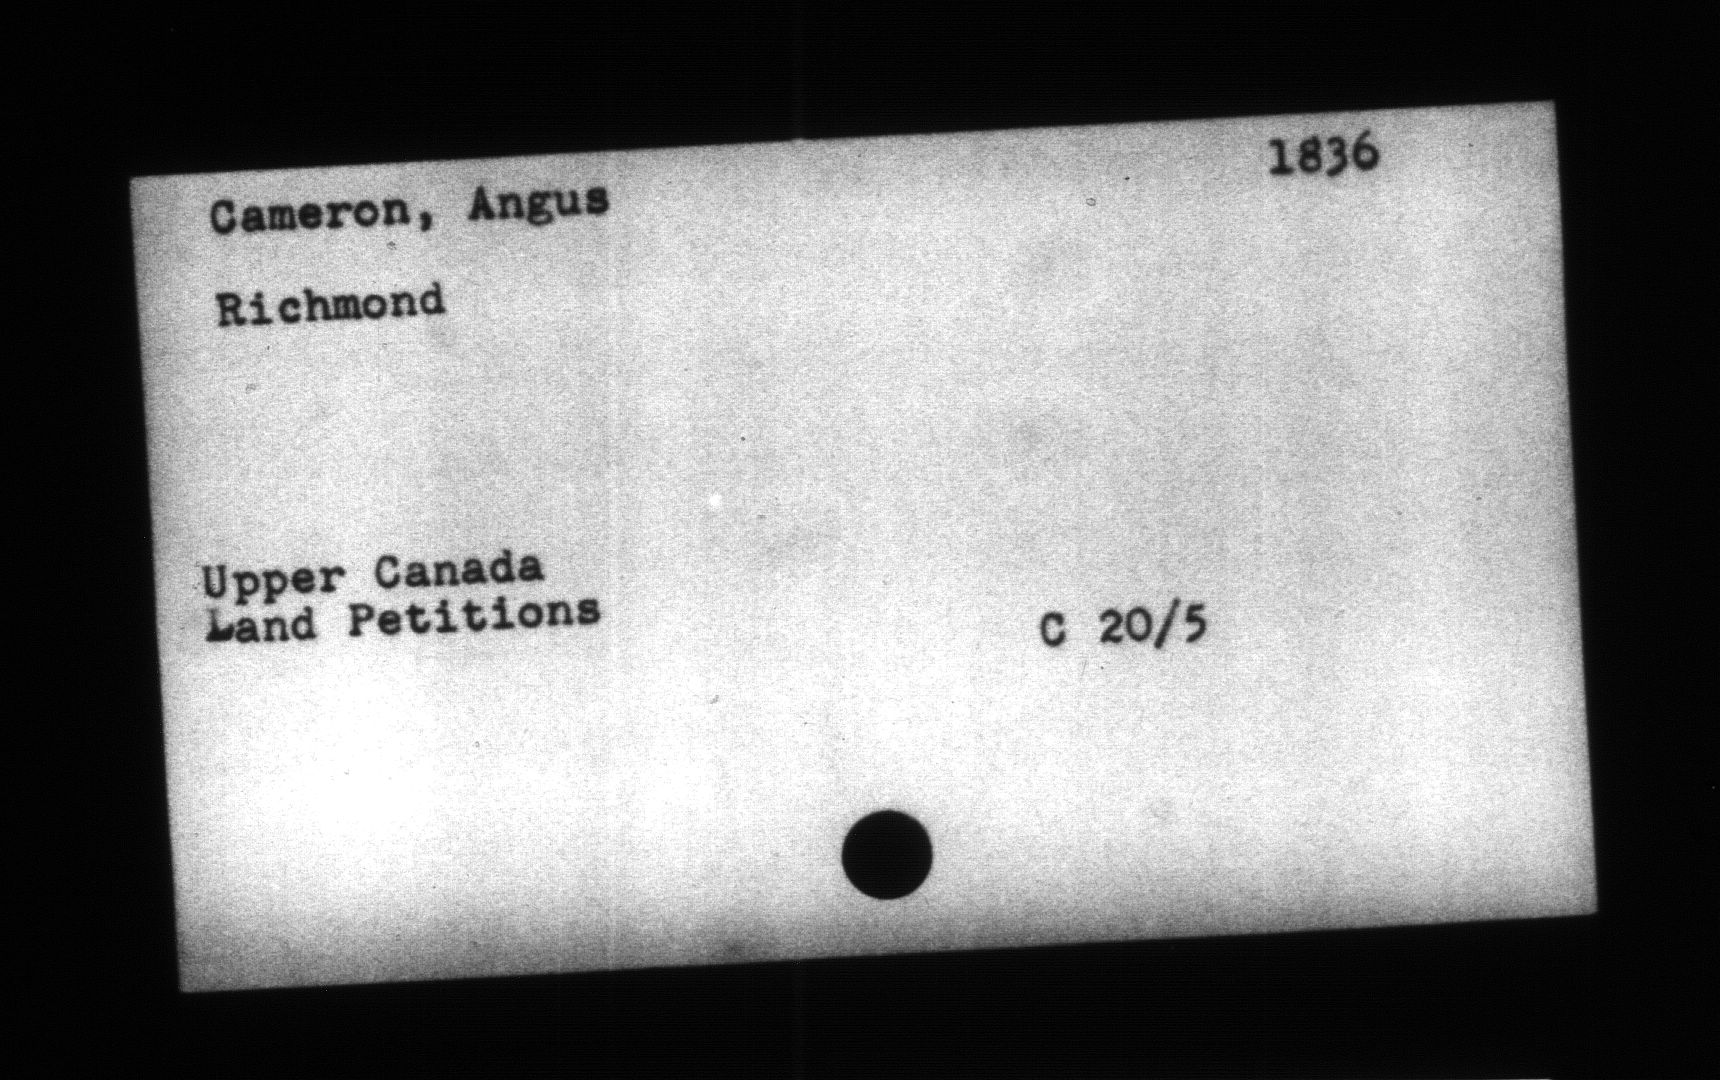 Cameron, Angus 1836
Richmond
Upper Canada
Land Petitions C 20/5